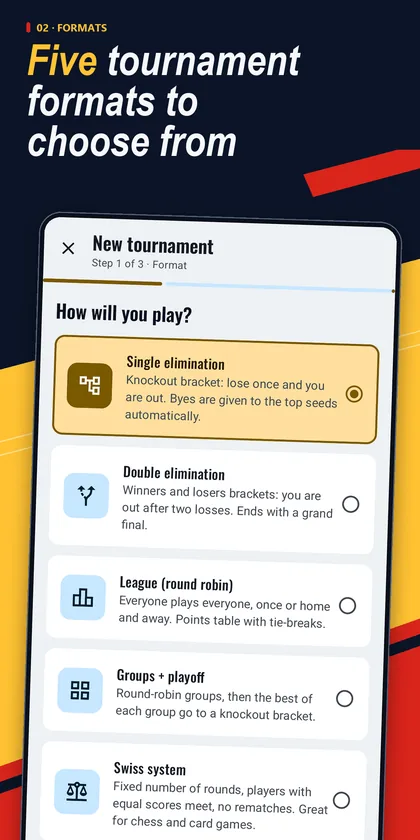 02 · FORMATS
Five tournament
formats to
choose from
New tournament
Step 1 of 3 · Format
How will you play?
Single elimination
Knockout bracket: lose once and you
are out. Byes are given to the top seeds
automatically.
Double elimination
Winners and losers brackets: you are
out after two losses. Ends with a grand
final.
League (round robin)
Everyone plays everyone, once or home
and away. Points table with tie-breaks.
Groups + playoff
Round-robin groups, then the best of
each group go to a knockout bracket.
Swiss system
Fixed number of rounds, players with
equal scores meet, no rematches. Great
for chess and card games.